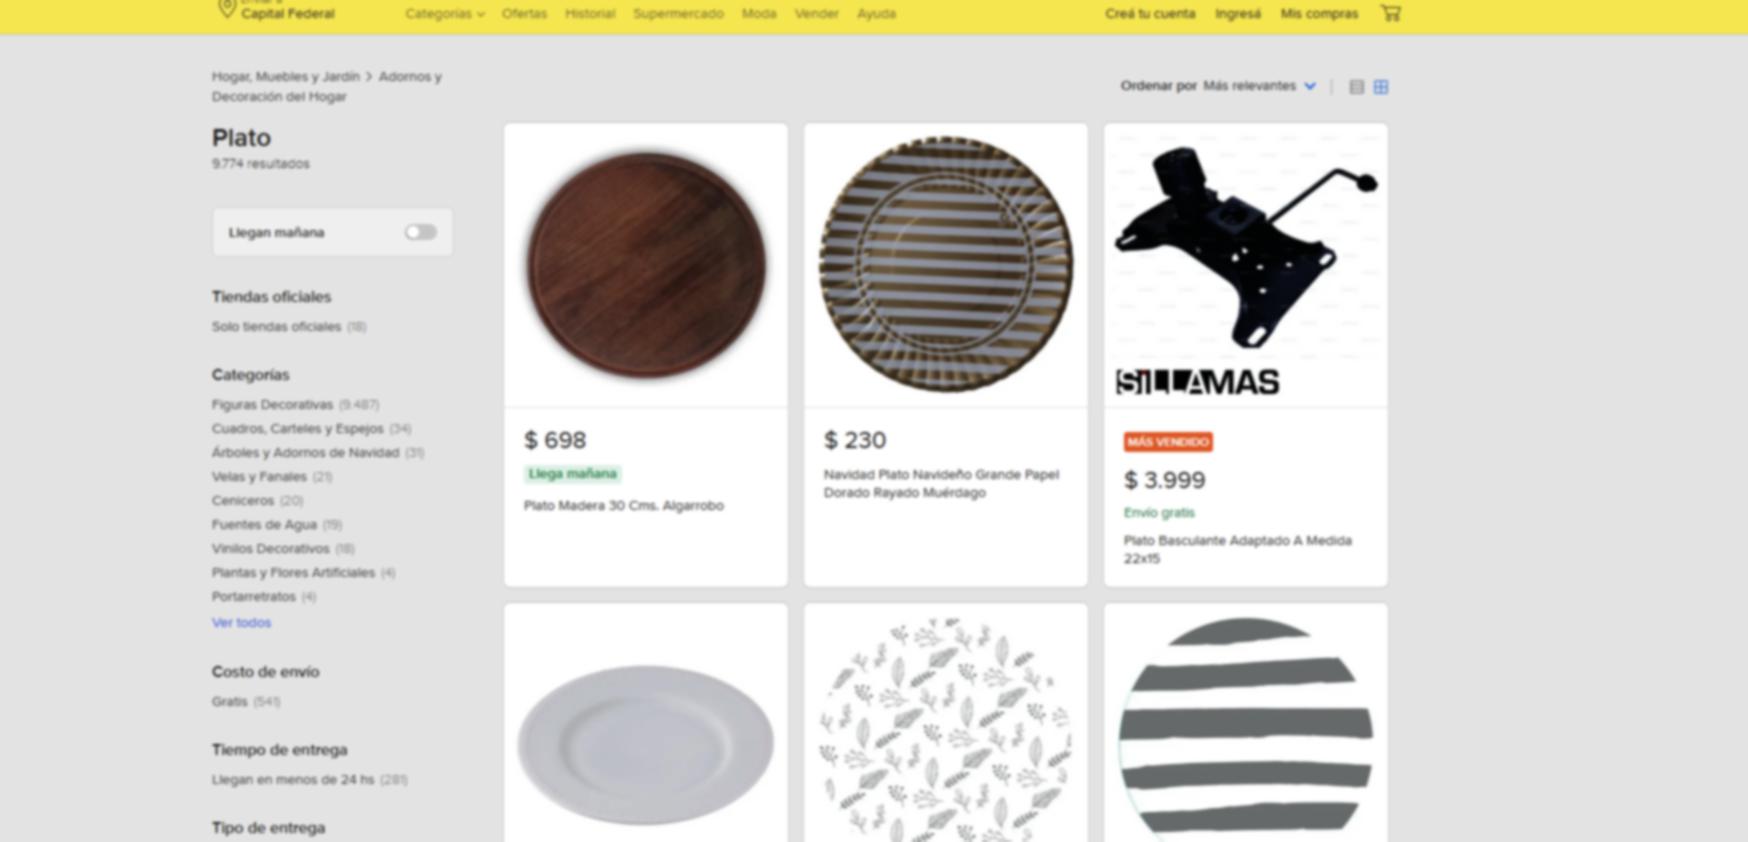 Capital Federal
Categorías
Ofertas
Historial
Supermercado
Moda
Vender
Ayuda
Creá tu cuenta
Ingresá
Mis compras
Hogar, Muebles y Jardín > Adornos y
Decoración del Hogar
Ordenar por Más relevantes
Plato
9.774 resultados
Llegan mañana
Tiendas oficiales
Solo tiendas oficiales (18)
Categorías
Figuras Decorativas (9.487)
Cuadros, Carteles y Espejos (34)
Árboles y Adornos de Navidad (31)
Velas y Fanales (21)
Ceniceros (20)
Fuentes de Agua (19)
Vinilos Decorativos (18)
Plantas y Flores Artificiales (4)
Portarretratos (4)
Ver todos
Costo de envío
Gratis (541)
Tiempo de entrega
Llegan en menos de 24 hs (281)
Tipo de entrega
$ 698
Llega mañana
Plato Madera 30 Cms. Algarrobo
$ 230
Navidad Plato Navideño Grande Papel
Dorado Rayado Muérdago
SiLLAMAS
MÁS VENDIDO
$ 3.999
Envío gratis
Plato Basculante Adaptado A Medida
22x15